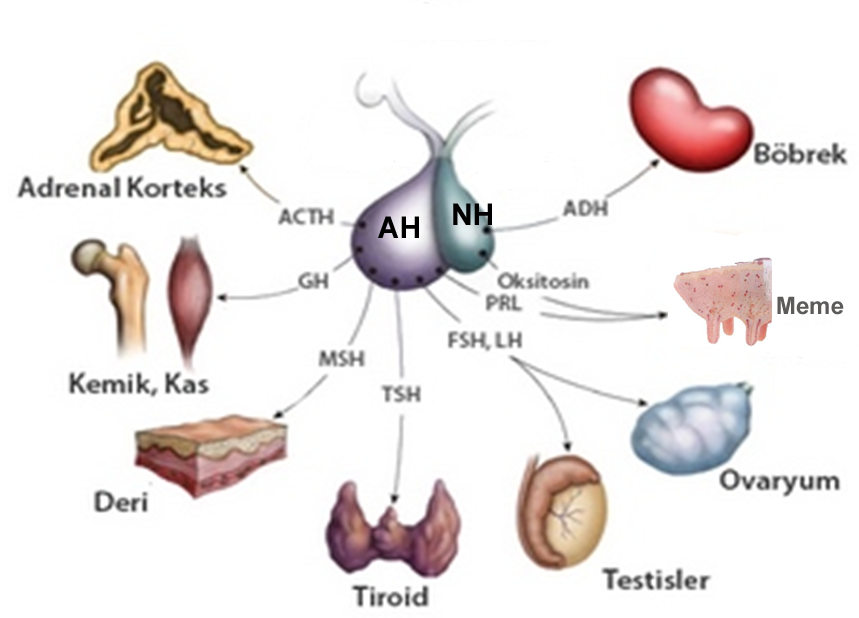 Böbrek
Adrenal Korteks
ACTH
AH
NH
ADH
GH
Oksitosin
PRL
Meme
FSH, LH
MSH
Kemik, Kas
TSH
Deri
Ovaryum
Testisler
Tiroid